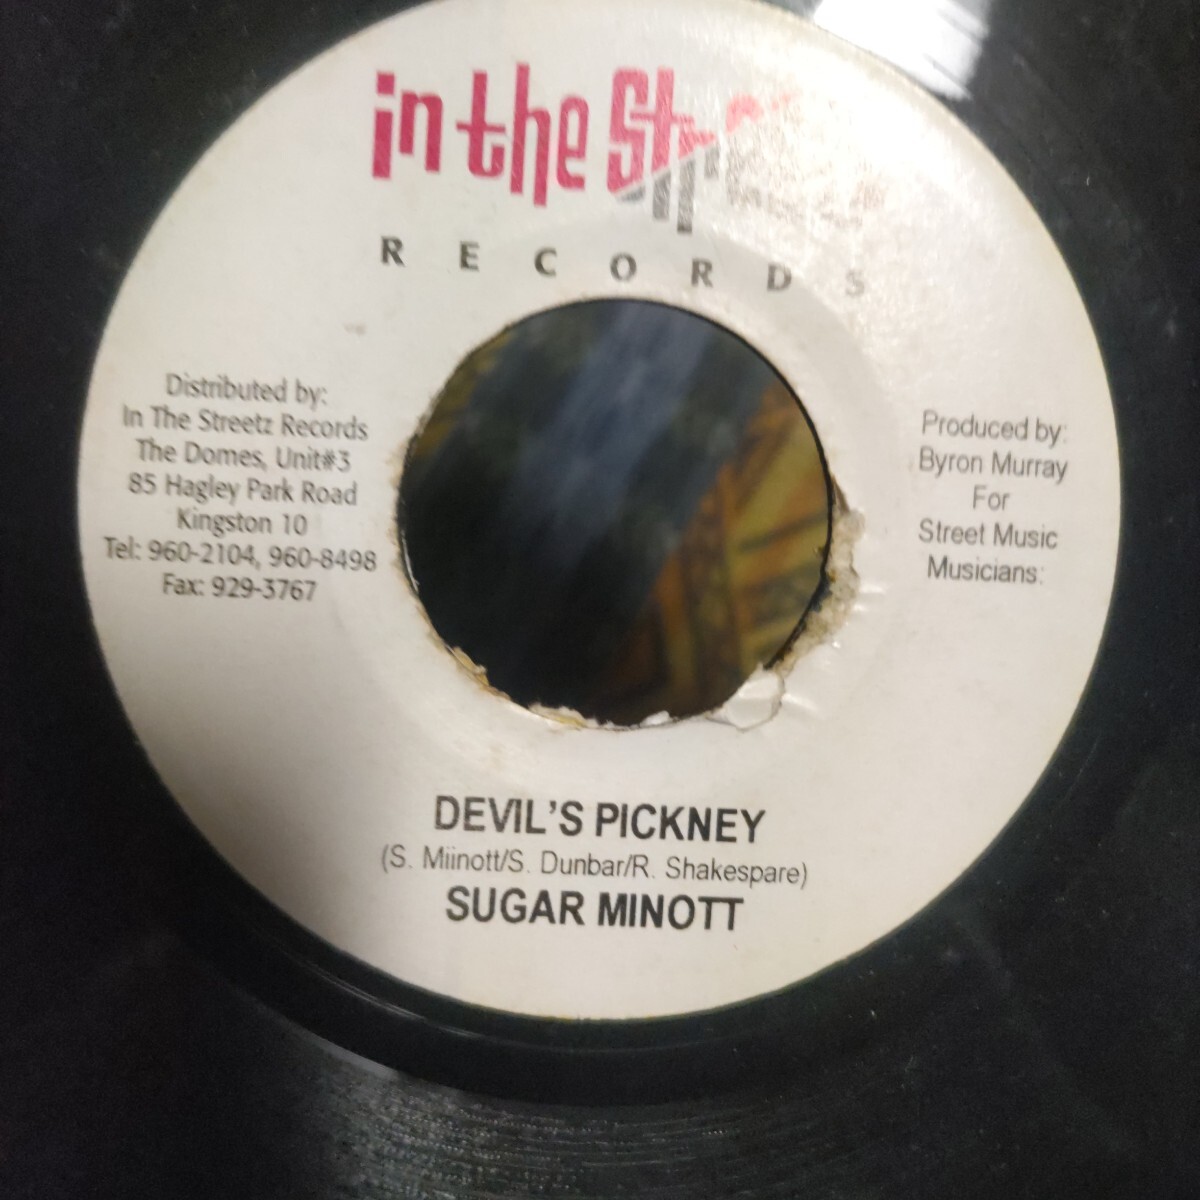 in the
RECORDS
Distributed by:
In The Streetz Records
The Domes, Unit#3
85 Hagley Park Road
Kingston 10
Tel: 960-2104, 960-8498
Fax: 929-3767
Produced by:
Byron Murray
For
Street Music
Musicians:
DEVIL'S PICKNEY
(S. Miinott/S. Dunbar/R. Shakespare)
SUGAR MINOTT